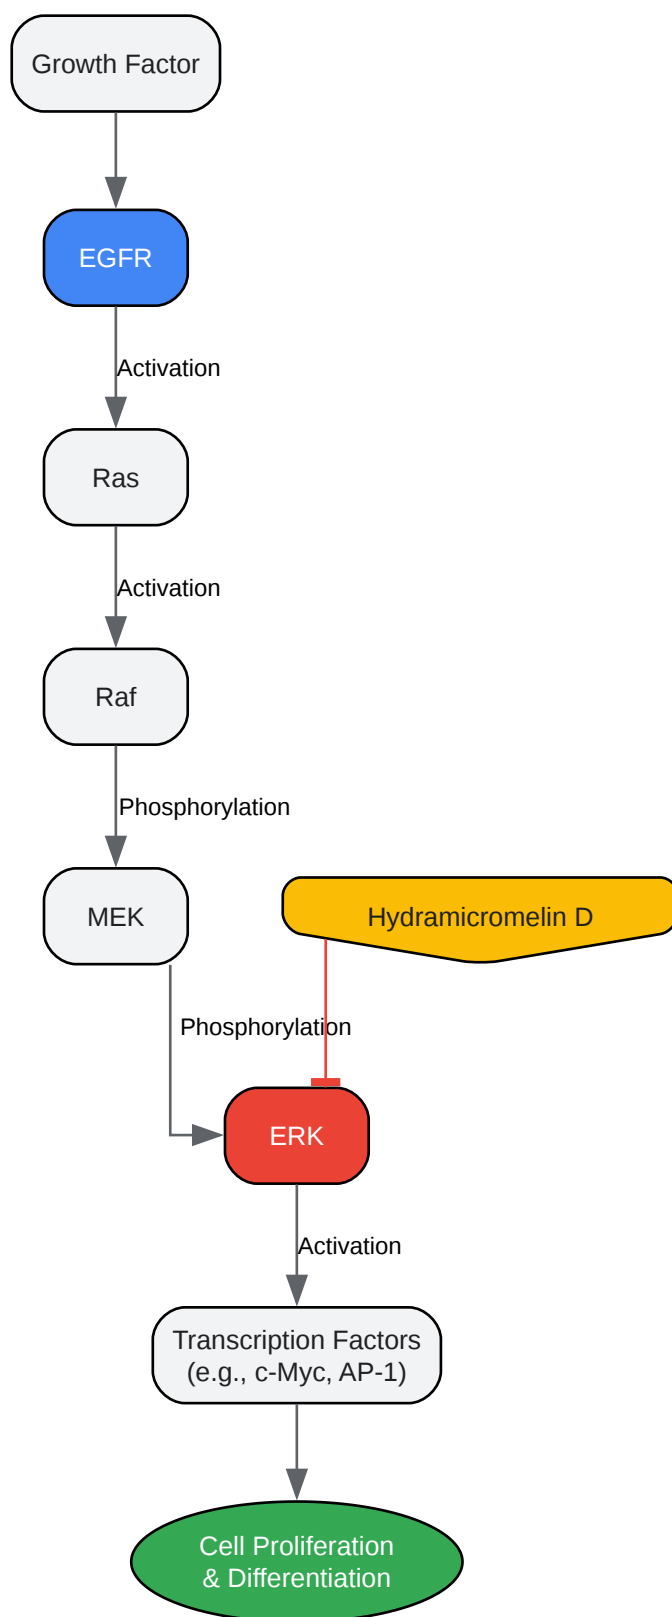 Growth Factor
EGFR
Activation
Ras
Activation
Raf
Phosphorylation
MEK
Hydramicromelin D
Phosphorylation
ERK
Activation
Transcription Factors
(e.g., c-Myc, AP-1)
Cell Proliferation
& Differentiation